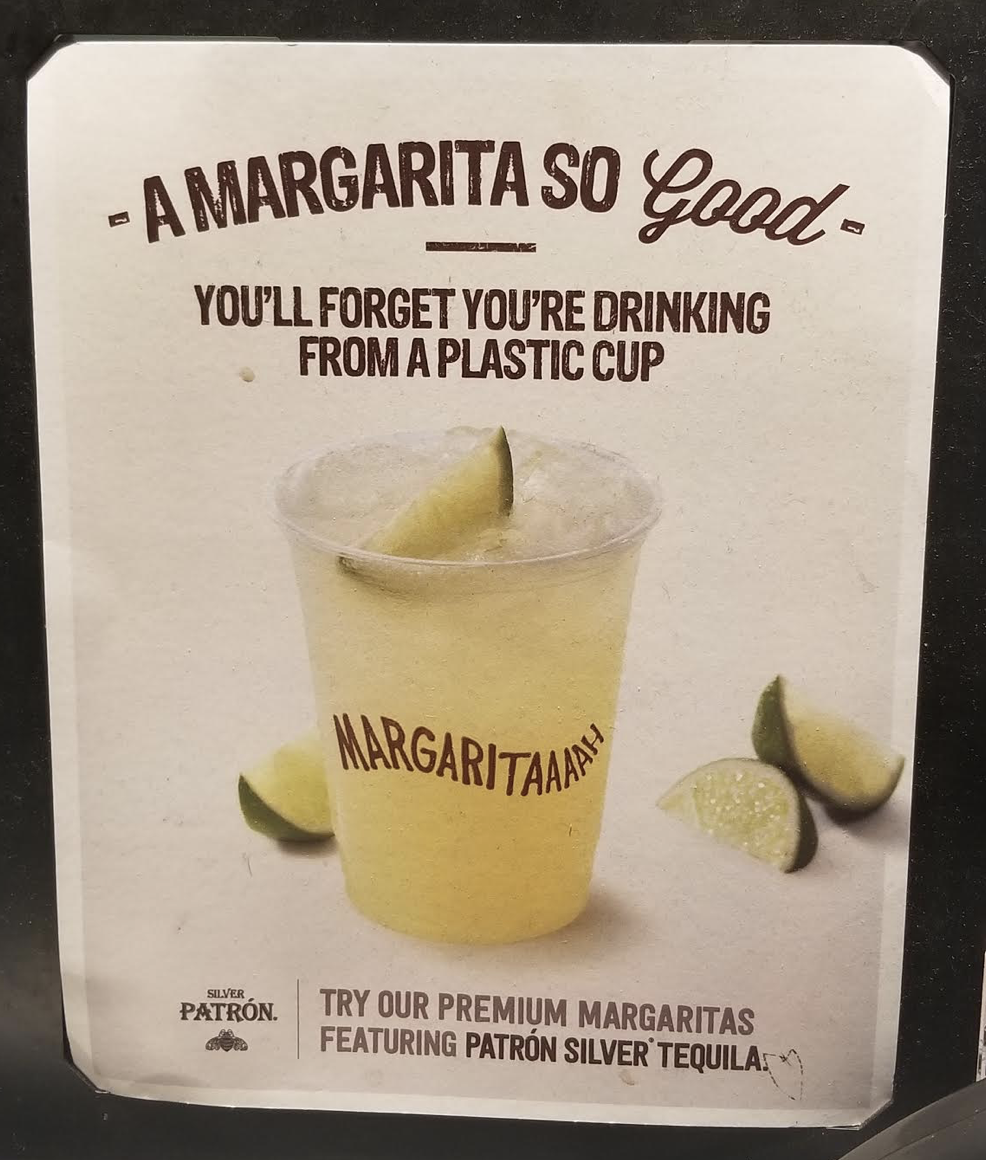 - A MARGARITA SO Good -
YOU'LL FORGET YOU'RE DRINKING
FROM A PLASTIC CUP
MARGARITAAAAH
SILVER
PATRÓN.
TRY OUR PREMIUM MARGARITAS
FEATURING PATRÓN SILVER® TEQUILA.